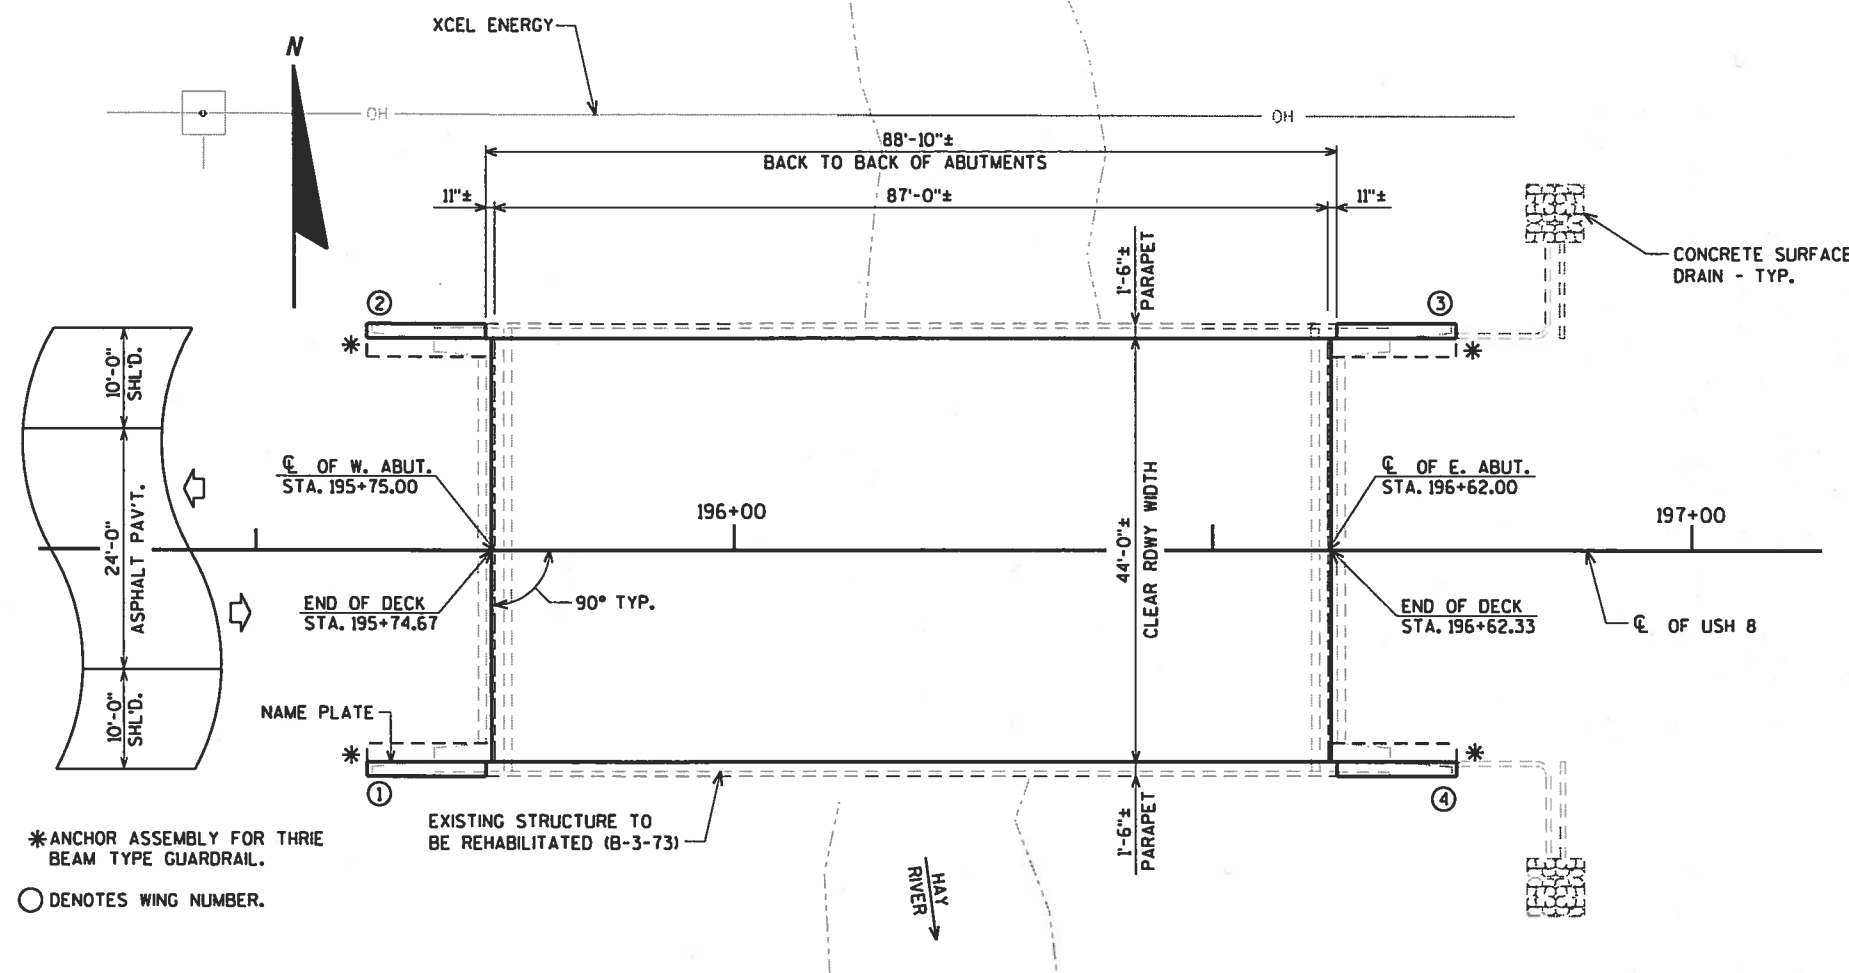 XCEL ENERGY
N
OH
OH
88'-10"±
BACK TO BACK OF ABUTMENTS
11"±
87'-0"±
11"±
1'-6"±
PARAPET
CONCRETE SURFACE
DRAIN - TYP.
2
3
*
*
10'-0"
SHL'D.
24'-0"
ASPHALT PAV'T.
10'-0"
SHL'D.
℄ OF W. ABUT.
STA. 195+75.00
196+00
44'-0"±
CLEAR RDWY WIDTH
℄ OF E. ABUT.
STA. 196+62.00
197+00
END OF DECK
STA. 195+74.67
90° TYP.
END OF DECK
STA. 196+62.33
℄ OF USH 8
NAME PLATE
*
*
1
4
EXISTING STRUCTURE TO
BE REHABILITATED (B-3-73)
1'-6"±
PARAPET
HAY
RIVER
*ANCHOR ASSEMBLY FOR THRIE
BEAM TYPE GUARDRAIL.
DENOTES WING NUMBER.